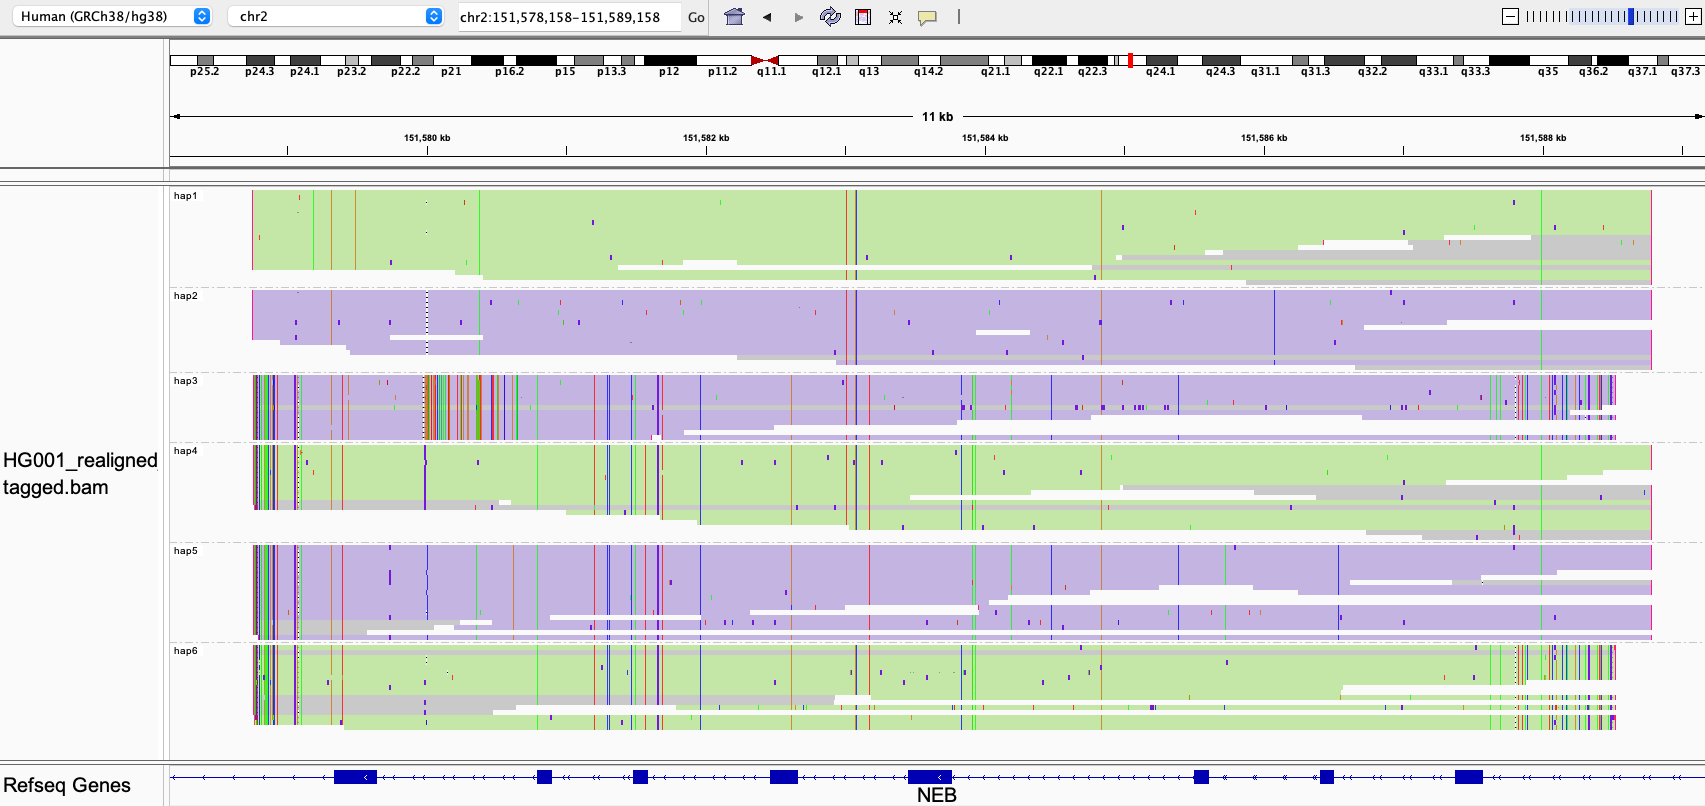 Human (GRCh38/hg38) chr2 chr2:151,578,158-151,589,158 Go
p25.2 p24.3 p24.1 p23.2 p22.2 p21 p16.2 p15 p13.3 p12 p11.2 q11.1 q12.1 q13 q14.2 q21.1 q22.1 q22.3 q24.1 q24.3 q31.1 q31.3 q32.2 q33.1 q33.3 q35 q36.2 q37.1 q37.3
11 kb
151,580 kb 151,582 kb 151,584 kb 151,586 kb 151,588 kb
hap1
hap2
hap3
hap4
HG001_realigned
tagged.bam
hap5
hap6
Refseq Genes
NEB